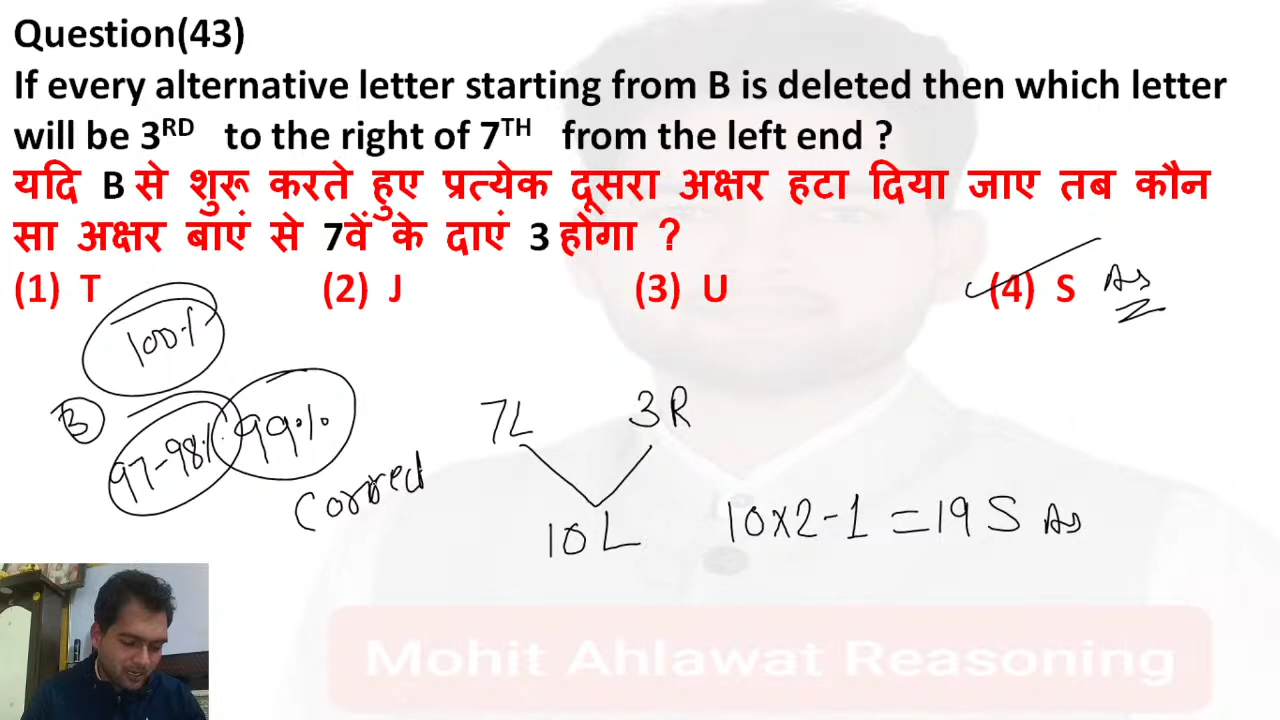 Question(43)
If every alternative letter starting from B is deleted then which letter
will be 3RD to the right of 7TH from the left end ?
यदि B से शुरू करते हुए प्रत्येक दूसरा अक्षर हटा दिया जाए तब कौन
सा अक्षर बाएं से 7वें के दाएं 3 होगा ?
(1) T (2) J (3) U (4) S As
100%
B 97-98% 99% 7L 3R
Correct
10L 10×2-1=19 S As
Mohit Ahlawat Reasoning